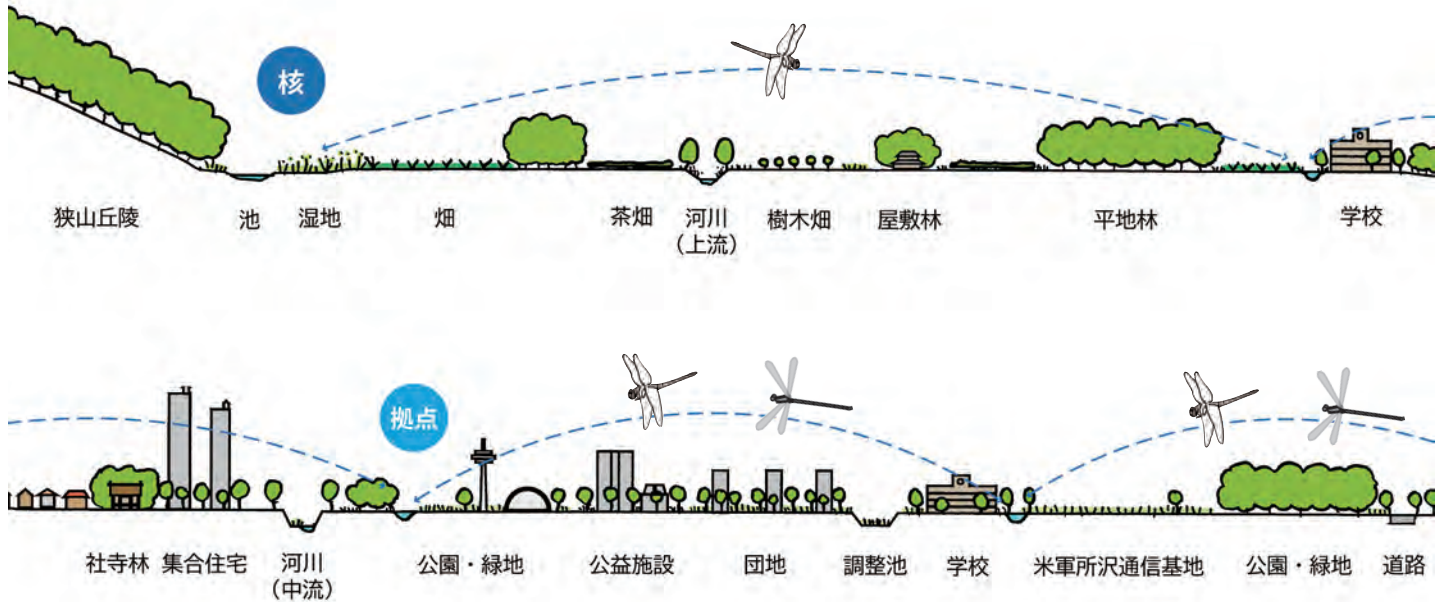 核
狭山丘陵 池 湿地 畑 茶畑 河川 樹木畑 屋敷林 平地林 学校
（上流）
拠点
社寺林 集合住宅 河川 公園・緑地 公益施設 団地 調整池 学校 米軍所沢通信基地 公園・緑地 道路
（中流）